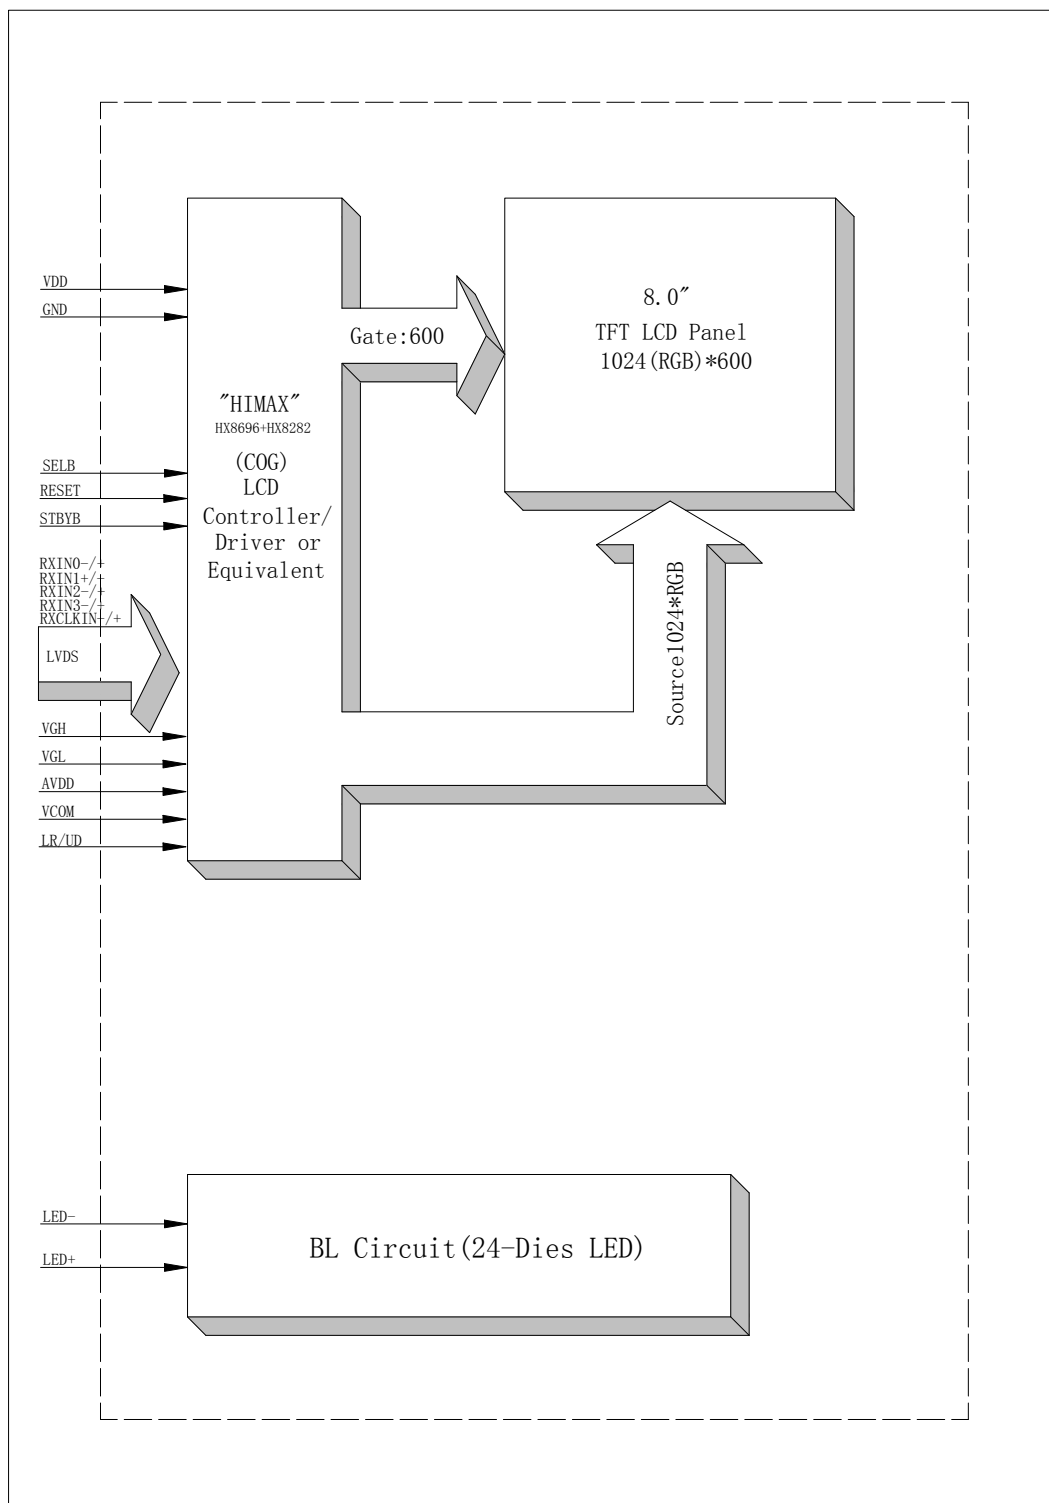 VDD
GND
SELB
RESET
STBYB
RXIN0-/+
RXIN1+/+
RXIN2-/+
RXIN3-/-
RXCLKIN-/+
LVDS
VGH
VGL
AVDD
VCOM
LR/UD
"HIMAX"
HX8696+HX8282
(COG)
LCD
Controller/
Driver or
Equivalent
Gate:600
8.0"
TFT LCD Panel
1024(RGB)*600
Source1024*RGB
LED-
LED+
BL Circuit(24-Dies LED)